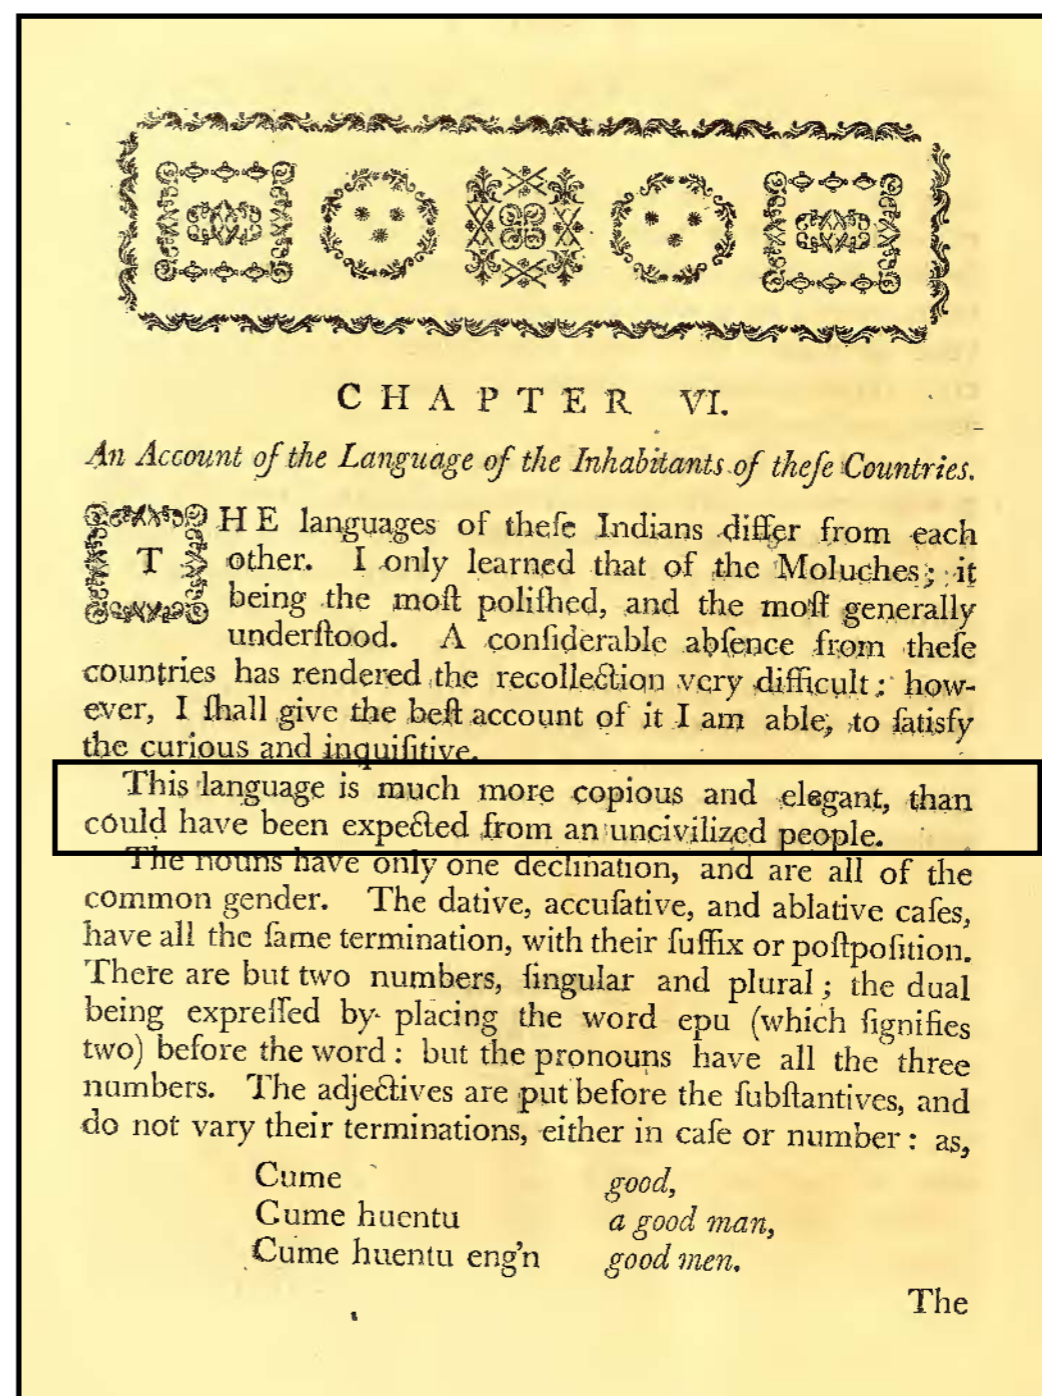 CHAPTER VI.
An Account of the Language of the Inhabitants of theſe Countries.
THE languages of theſe Indians differ from each
other. I only learned that of the Moluches; it
being the moſt poliſhed, and the moſt generally
underſtood. A conſiderable abſence from theſe
countries has rendered the recollection very difficult: how-
ever, I ſhall give the beſt account of it I am able, to ſatisfy
the curious and inquiſitive.
This language is much more copious and elegant, than
could have been expected from an uncivilized people.
The nouns have only one declination, and are all of the
common gender. The dative, accuſative, and ablative caſes,
have all the ſame termination, with their ſuffix or poſtpoſition.
There are but two numbers, ſingular and plural; the dual
being expreſſed by placing the word epu (which ſignifies
two) before the word: but the pronouns have all the three
numbers. The adjectives are put before the ſubſtantives, and
do not vary their terminations, either in caſe or number: as,
Cume good,
Cume huentu a good man,
Cume huentu eng'n good men.
The